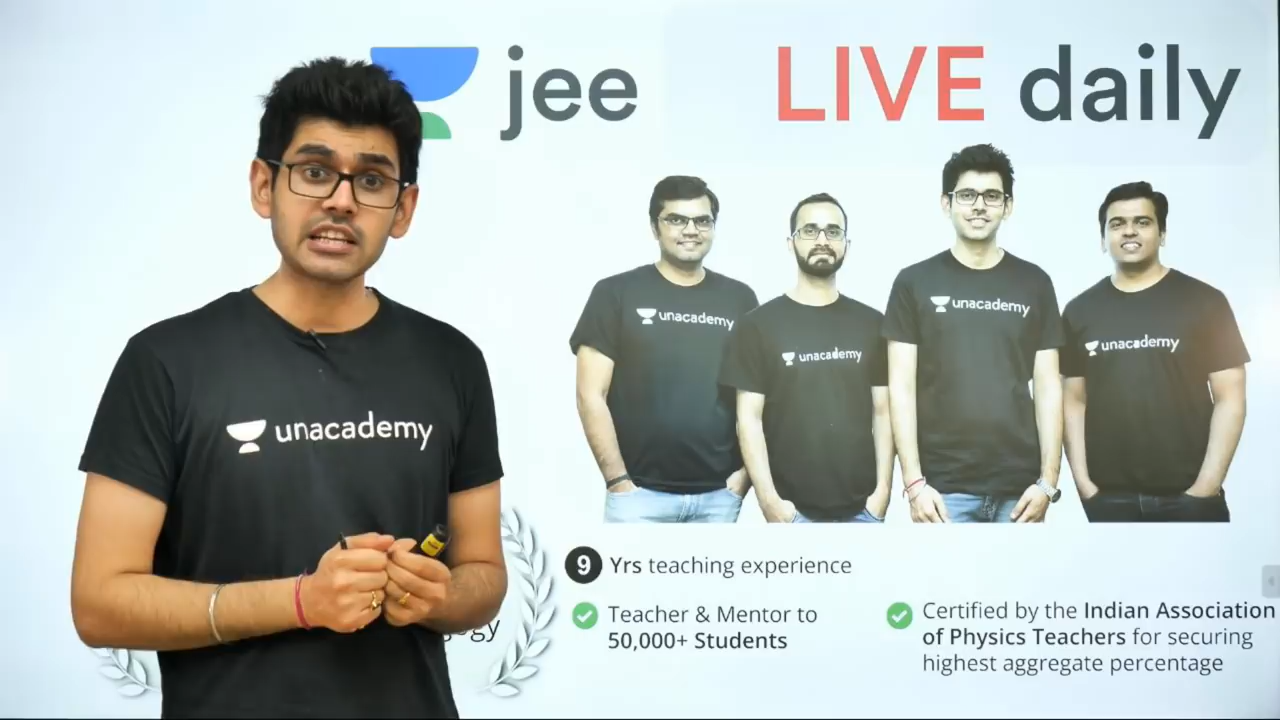 jee LIVE daily
unacademy
unacademy
unacademy
unacademy
unacademy
9 Yrs teaching experience
Teacher & Mentor to
50,000+ Students
Certified by the Indian Association
of Physics Teachers for securing
highest aggregate percentage